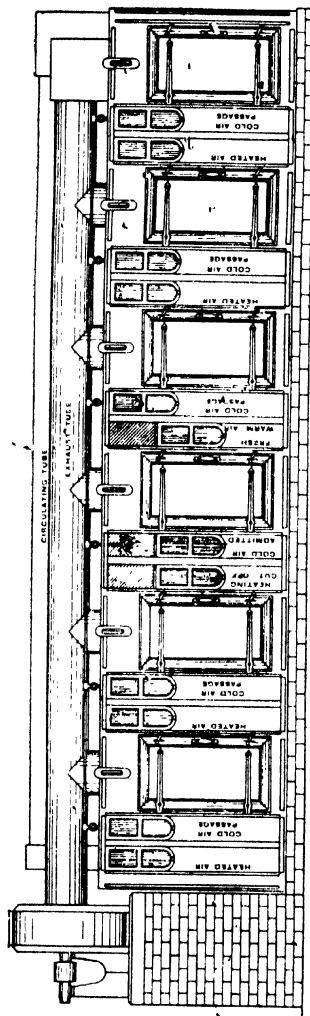 CIRCULATING TUBE
EXHAUST TUBE
COLD AIR
PASSAGE
HEATED AIR
COLD AIR
PASSAGE
HEATED AIR
COLD AIR
PASSAGE
FRESH
WARM AIR
COLD AIR
ADMITTED
HEATING
CUT OFF
COLD AIR
PASSAGE
HEATED AIR
COLD AIR
PASSAGE
HEATED AIR